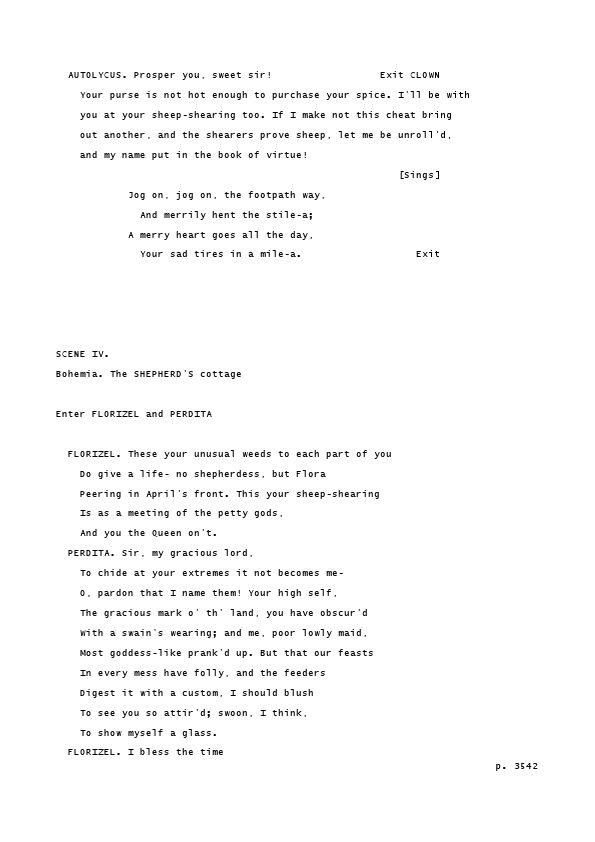 AUTOLYCUS. Prosper you, sweet sir! Exit CLOWN
Your purse is not hot enough to purchase your spice. I'll be with
you at your sheep-shearing too. If I make not this cheat bring
out another, and the shearers prove sheep, let me be unroll'd,
and my name put in the book of virtue!
[Sings]
Jog on, jog on, the footpath way,
And merrily hent the stile-a;
A merry heart goes all the day,
Your sad tires in a mile-a. Exit
SCENE IV.
Bohemia. The SHEPHERD'S cottage
Enter FLORIZEL and PERDITA
FLORIZEL. These your unusual weeds to each part of you
Do give a life- no shepherdess, but Flora
Peering in April's front. This your sheep-shearing
Is as a meeting of the petty gods,
And you the Queen on't.
PERDITA. Sir, my gracious lord,
To chide at your extremes it not becomes me-
O, pardon that I name them! Your high self,
The gracious mark o' th' land, you have obscur'd
With a swain's wearing; and me, poor lowly maid,
Most goddess-like prank'd up. But that our feasts
In every mess have folly, and the feeders
Digest it with a custom, I should blush
To see you so attir'd; swoon, I think,
To show myself a glass.
FLORIZEL. I bless the time
p. 3542